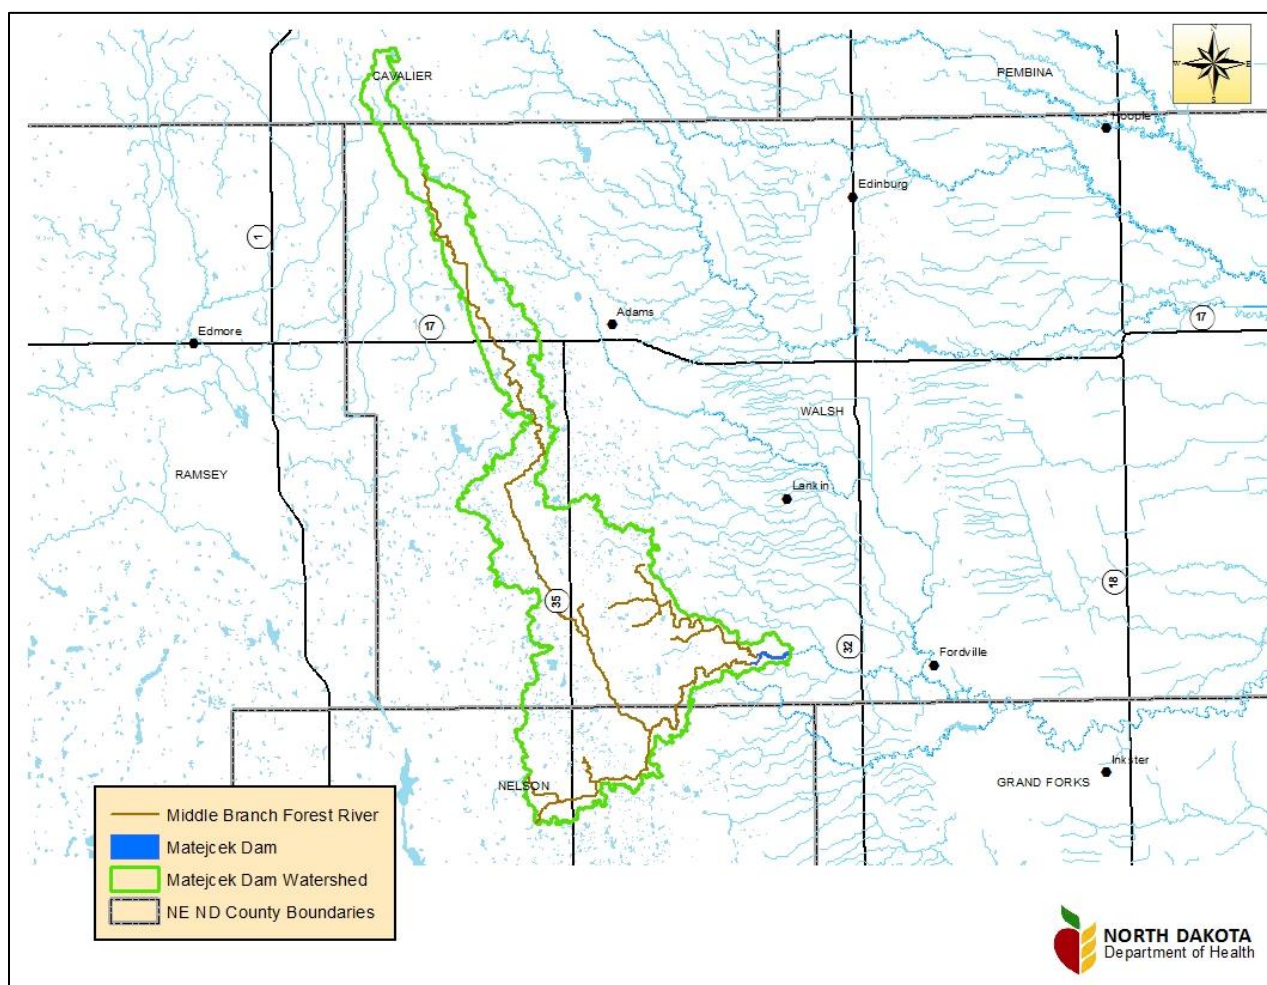 N
W E
S
CAVALIER
PEMBINA
Hoople
Edinburg
1
Adams
17
17
Edmore
WALSH
RAMSEY
Lankin
18
35
32
Fordville
Inkster
NELSON
GRAND FORKS
Middle Branch Forest River
Matejcek Dam
Matejcek Dam Watershed
NE ND County Boundaries
NORTH DAKOTA
Department of Health